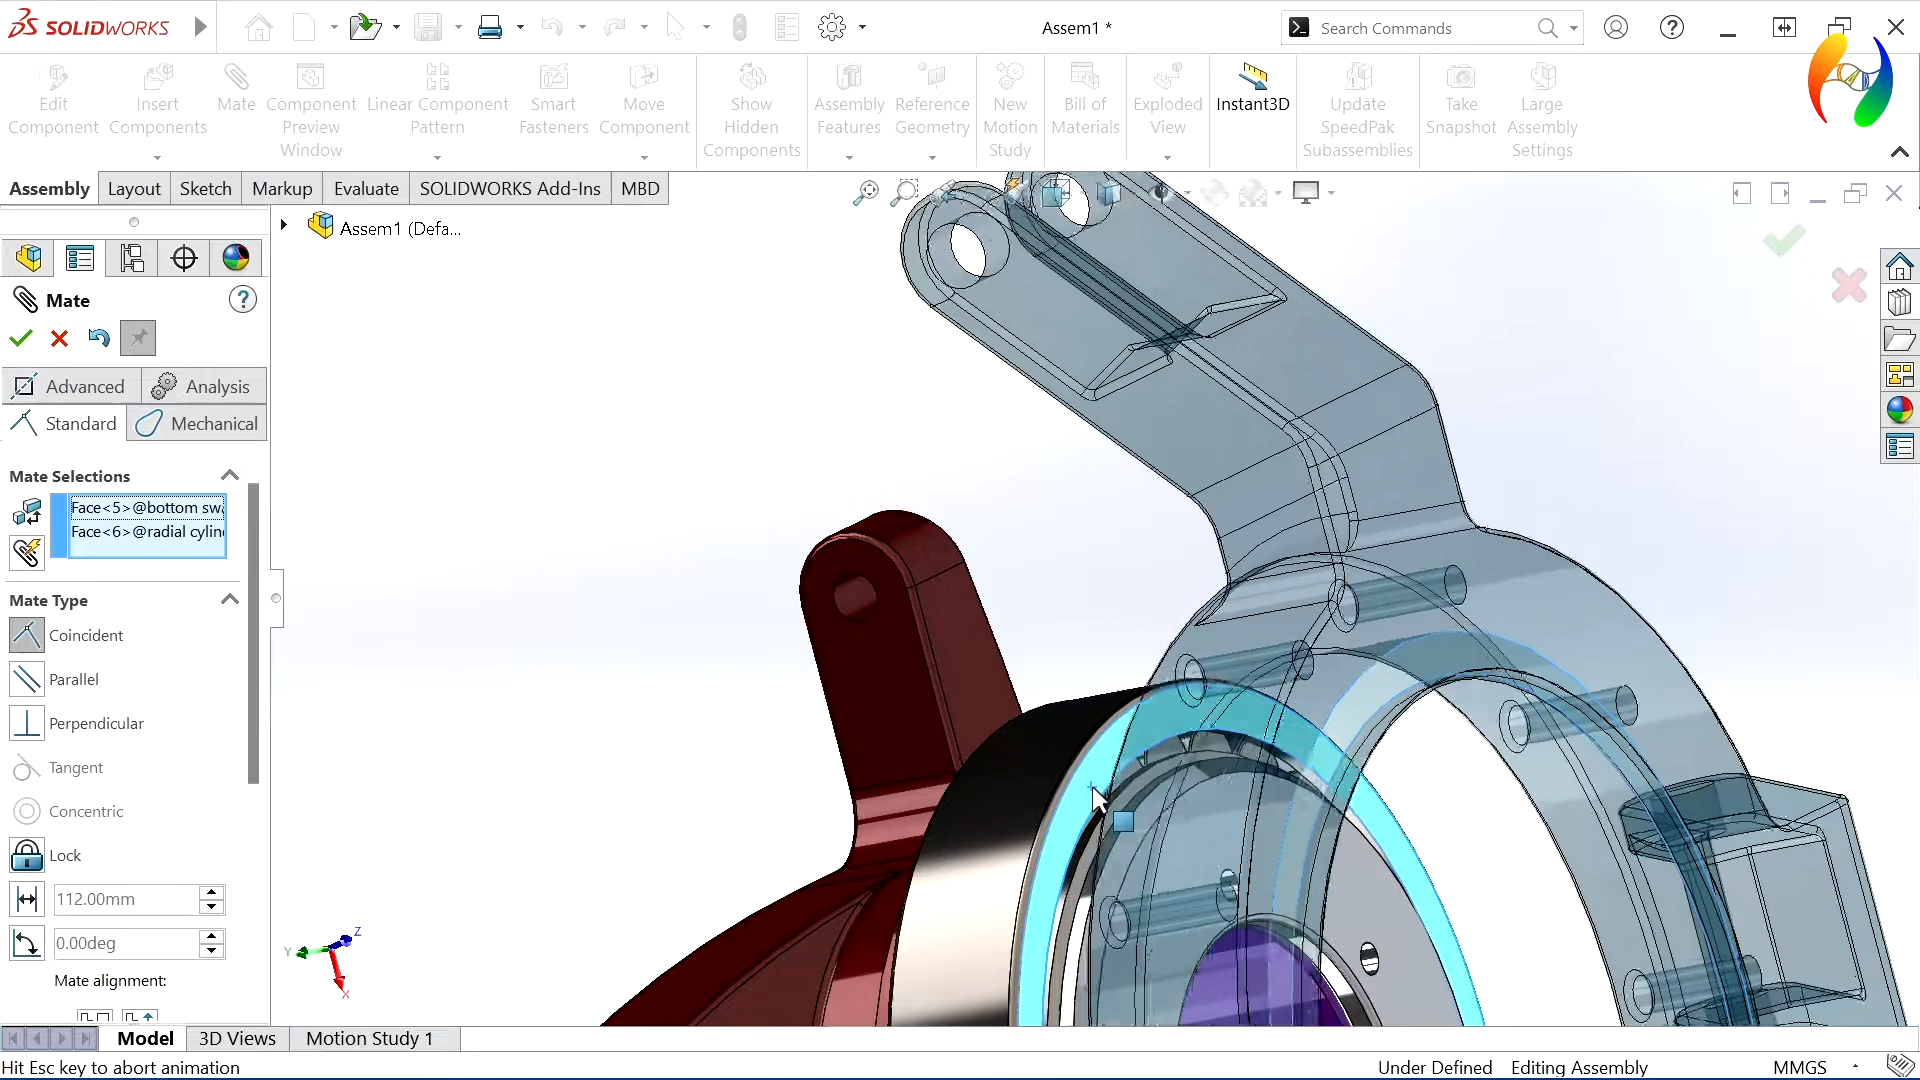 SOLIDWORKS
Assem1 *
Search Commands
Edit Component
Insert Components
Mate
Component Preview Window
Linear Component Pattern
Smart Fasteners
Move Component
Show Hidden Components
Assembly Features
Reference Geometry
New Motion Study
Bill of Materials
Exploded View
Instant3D
Update SpeedPak Subassemblies
Take Snapshot
Large Assembly Settings
Assembly
Layout
Sketch
Markup
Evaluate
SOLIDWORKS Add-Ins
MBD
Assem1 (Defa...
Mate
Advanced
Analysis
Standard
Mechanical
Mate Selections
Face<5>@bottom swa
Face<6>@radial cylin
Mate Type
Coincident
Parallel
Perpendicular
Tangent
Concentric
Lock
112.00mm
0.00deg
Mate alignment:
Y
Z
X
Model
3D Views
Motion Study 1
Hit Esc key to abort animation
Under Defined
Editing Assembly
MMGS